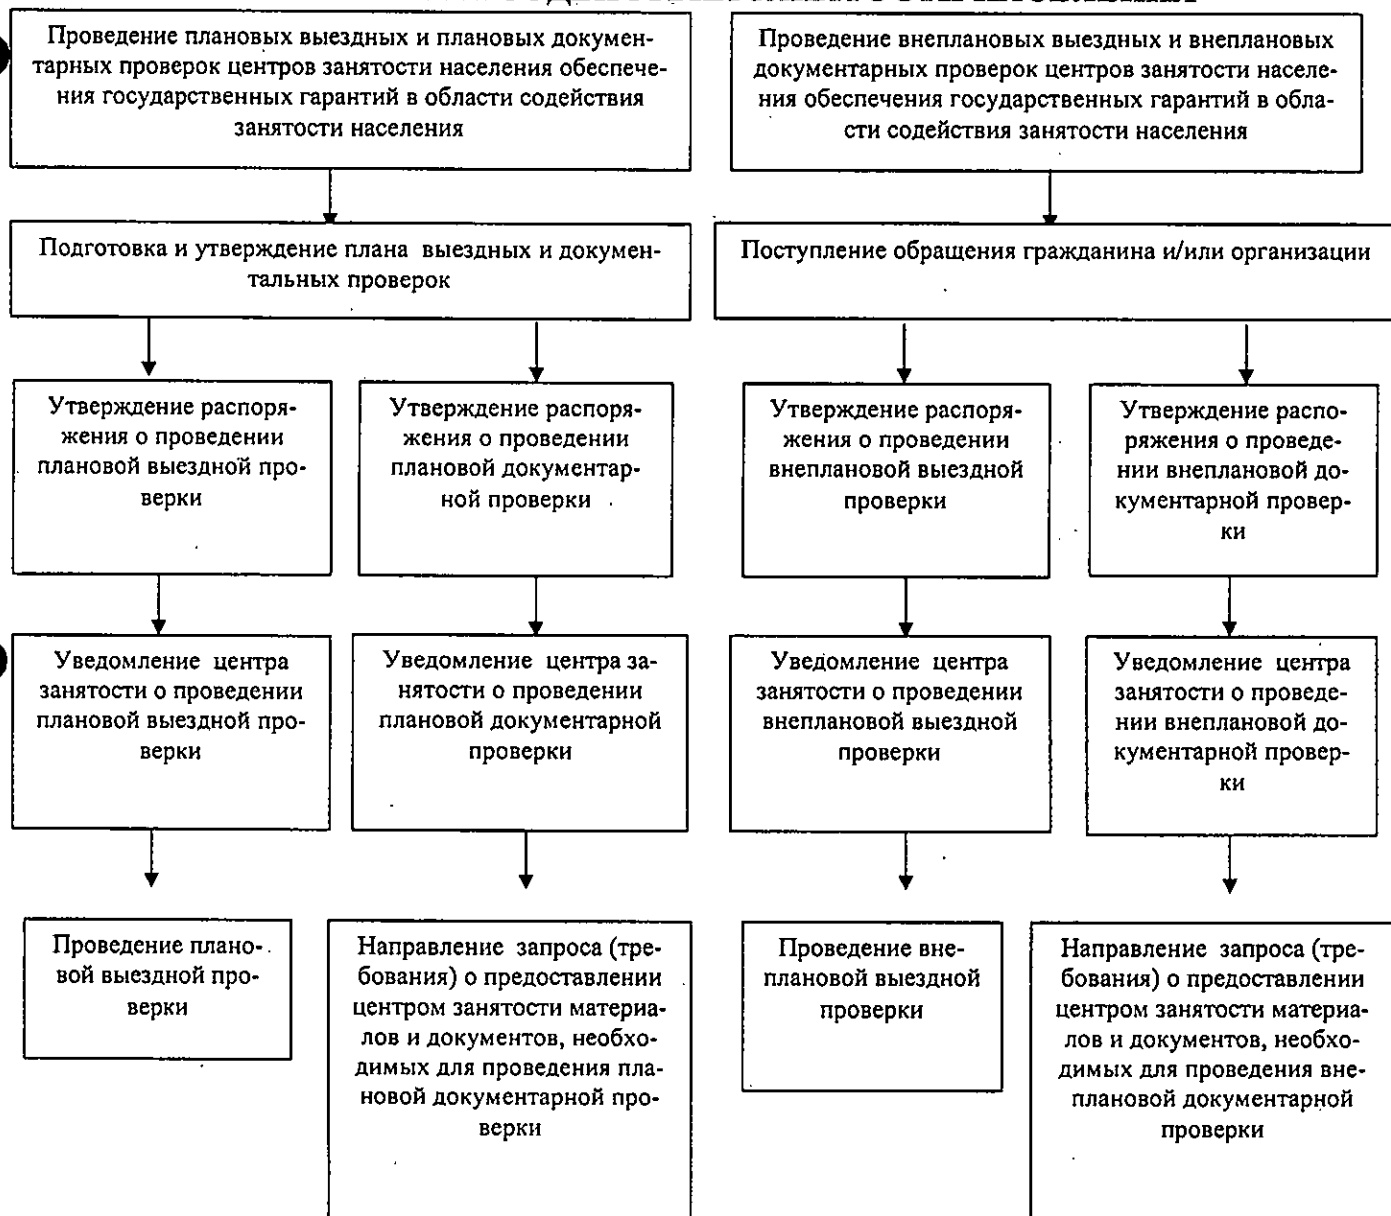 Проведение плановых выездных и плановых докумен-
тарных проверок центров занятости населения обеспече-
ния государственных гарантий в области содействия
занятости населения
Проведение внеплановых выездных и внеплановых
документарных проверок центров занятости населе-
ния обеспечения государственных гарантий в обла-
сти содействия занятости населения
Подготовка и утверждение плана выездных и докумен-
тальных проверок
Поступление обращения гражданина и/или организации
Утверждение распоря-
жения о проведении
плановой выездной про-
верки
Утверждение распоря-
жения о проведении
плановой документар-
ной проверки
Утверждение распоря-
жения о проведении
внеплановой выездной
проверки
Утверждение распо-
ряжения о проведе-
нии внеплановой до-
кументарной провер-
ки
Уведомление центра
занятости о проведении
плановой выездной про-
верки
Уведомление центра за-
нятости о проведении
плановой документарной
проверки
Уведомление центра
занятости о проведении
внеплановой выездной
проверки
Уведомление центра
занятости о проведе-
нии внеплановой до-
кументарной провер-
ки
Проведение плано-
вой выездной про-
верки
Направление запроса (тре-
бования) о предоставлении
центром занятости материа-
лов и документов, необхо-
димых для проведения пла-
новой документарной про-
верки
Проведение вне-
плановой выездной
проверки
Направление запроса (тре-
бования) о предоставлении
центром занятости материа-
лов и документов, необхо-
димых для проведения вне-
плановой документарной
проверки